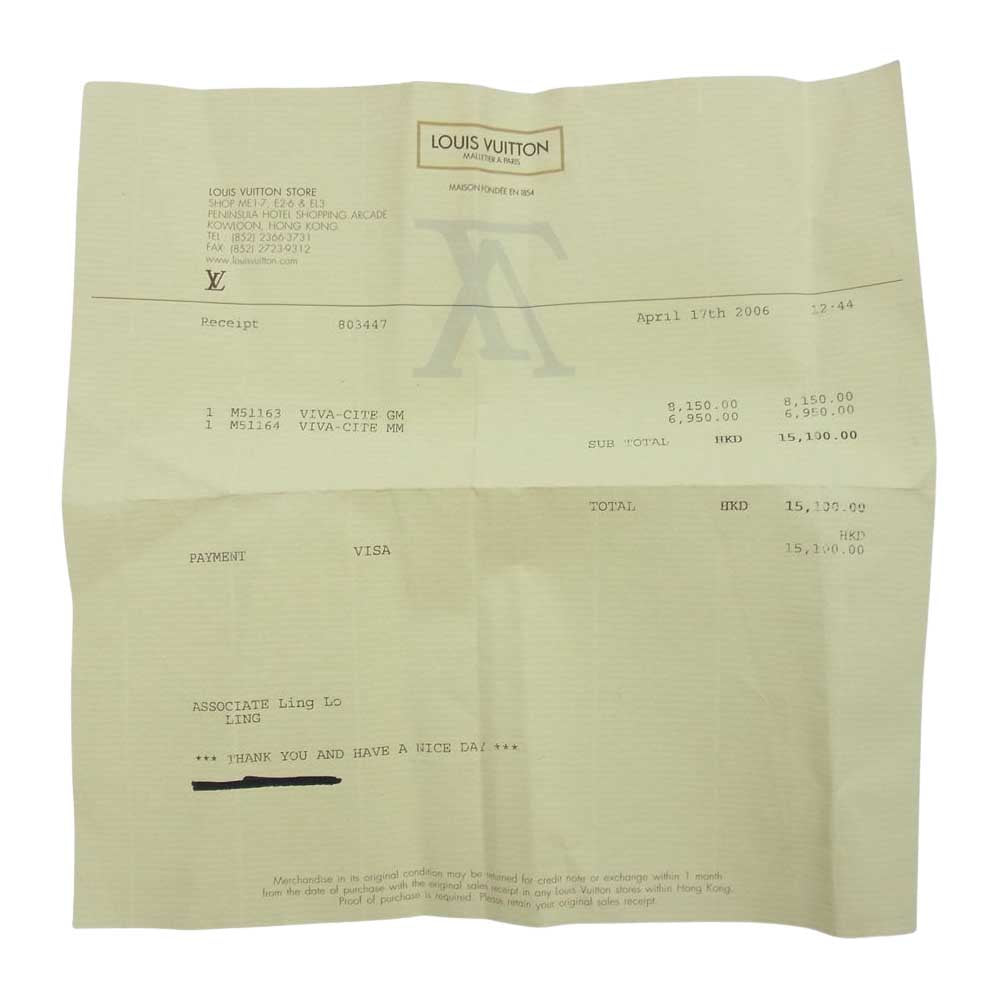 LOUIS VUITTON
MALLETIER A PARIS
MAISON FONDÉE EN 1854
LOUIS VUITTON STORE
SHOP ME1-7, E2-6 & EL3
PENINSULA HOTEL SHOPPING ARCADE
KOWLOON, HONG KONG
TEL : (852) 2366-3731
FAX: (852) 2723-9312
www.louisvuitton.com
LV
Receipt 803447 April 17th 2006 12:44
1 M51163 VIVA-CITE GM 8,150.00 8,150.00
1 M51164 VIVA-CITE MM 6,950.00 6,950.00
SUB TOTAL HKD 15,100.00
TOTAL HKD 15,100.00
HKD
PAYMENT VISA 15,100.00
ASSOCIATE Ling Lo
LING
*** THANK YOU AND HAVE A NICE DAY ***
Merchandise in its original condition may be returned for credit note or exchange within 1 month
from the date of purchase with the original sales receipt in any Louis Vuitton stores within Hong Kong.
Proof of purchase is required. Please retain your original sales receipt.